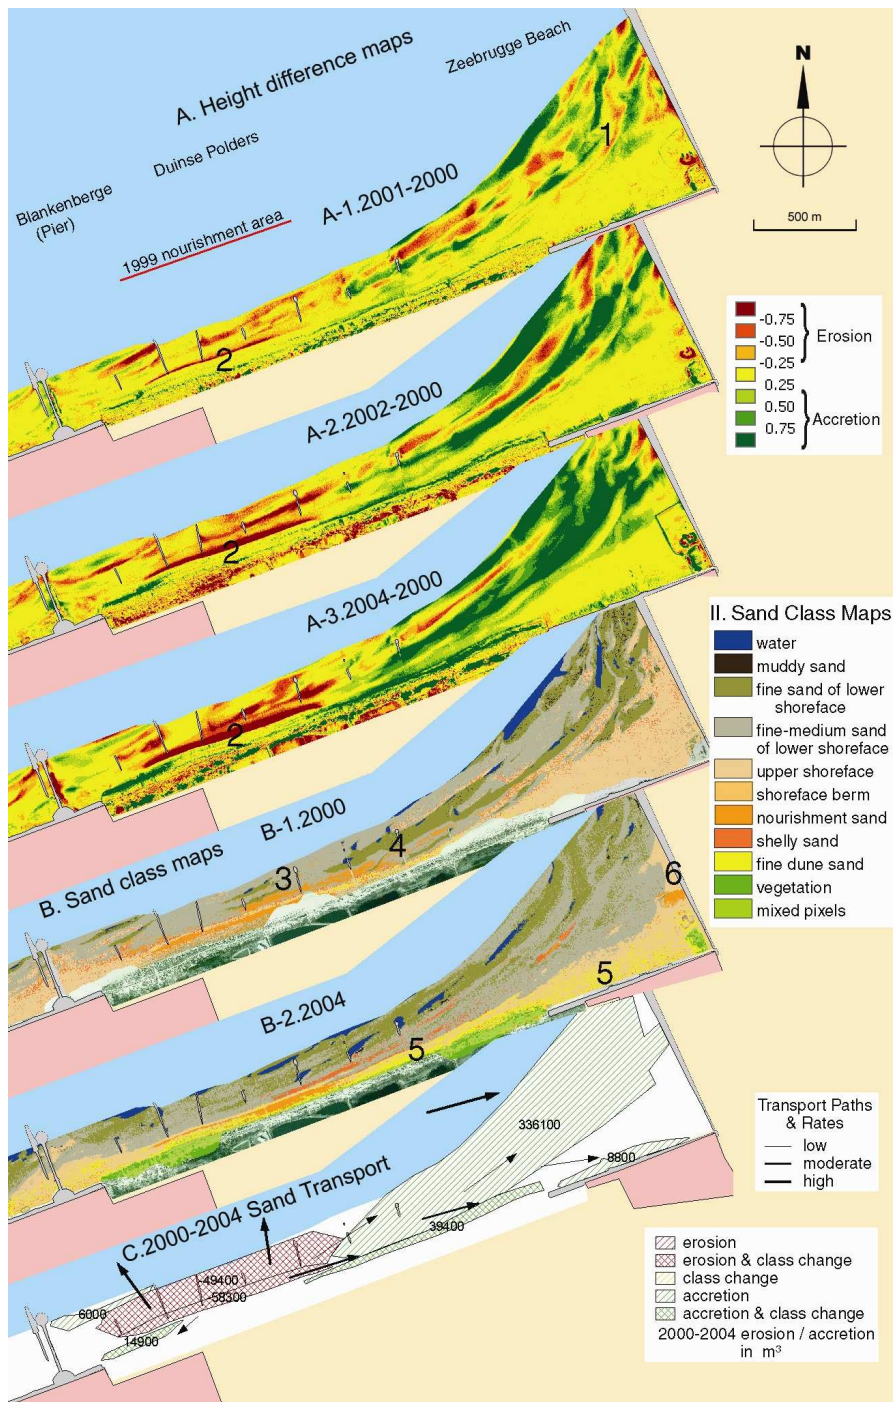 A. Height difference maps
Zeebrugge Beach
N
Duinse Polders
Blankenberge
(Pier)
1999 nourishment area
A-1.2001-2000
1
500 m
2
-0.75
-0.50
-0.25
0.25
0.50
0.75
Erosion
Accretion
A-2.2002-2000
2
A-3.2004-2000
2
II. Sand Class Maps
water
muddy sand
fine sand of lower
shoreface
fine-medium sand
of lower shoreface
upper shoreface
shoreface berm
nourishment sand
shelly sand
fine dune sand
vegetation
mixed pixels
B. Sand class maps
B-1.2000
3
4
B-2.2004
5
5
6
C.2000-2004 Sand Transport
336100
8800
39400
-49400
-58300
6000
14900
Transport Paths
& Rates
low
moderate
high
erosion
erosion & class change
class change
accretion
accretion & class change
2000-2004 erosion / accretion
in m³